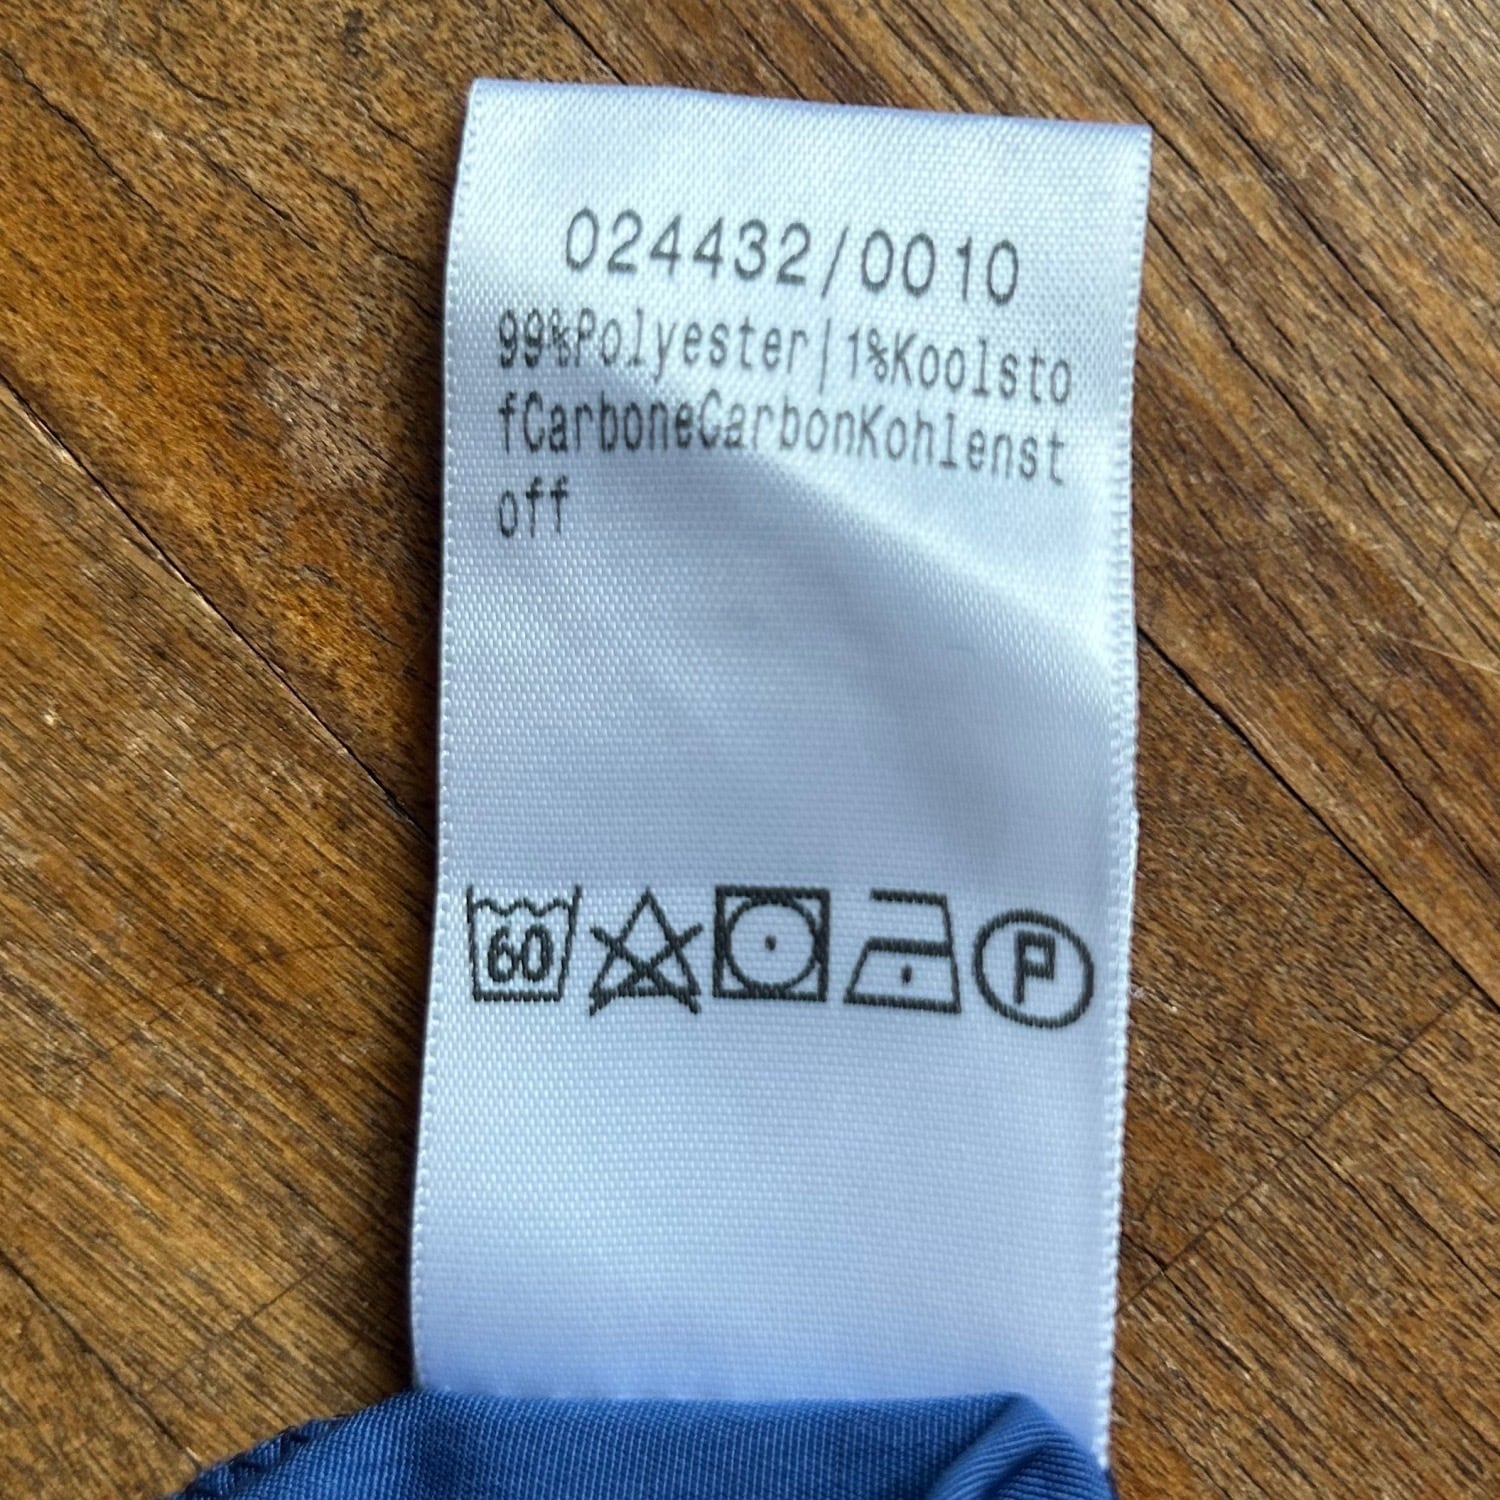 024432/0010
99%Polyester|1%Koolsto
fCarboneCarbonKohlenst
off
60 P